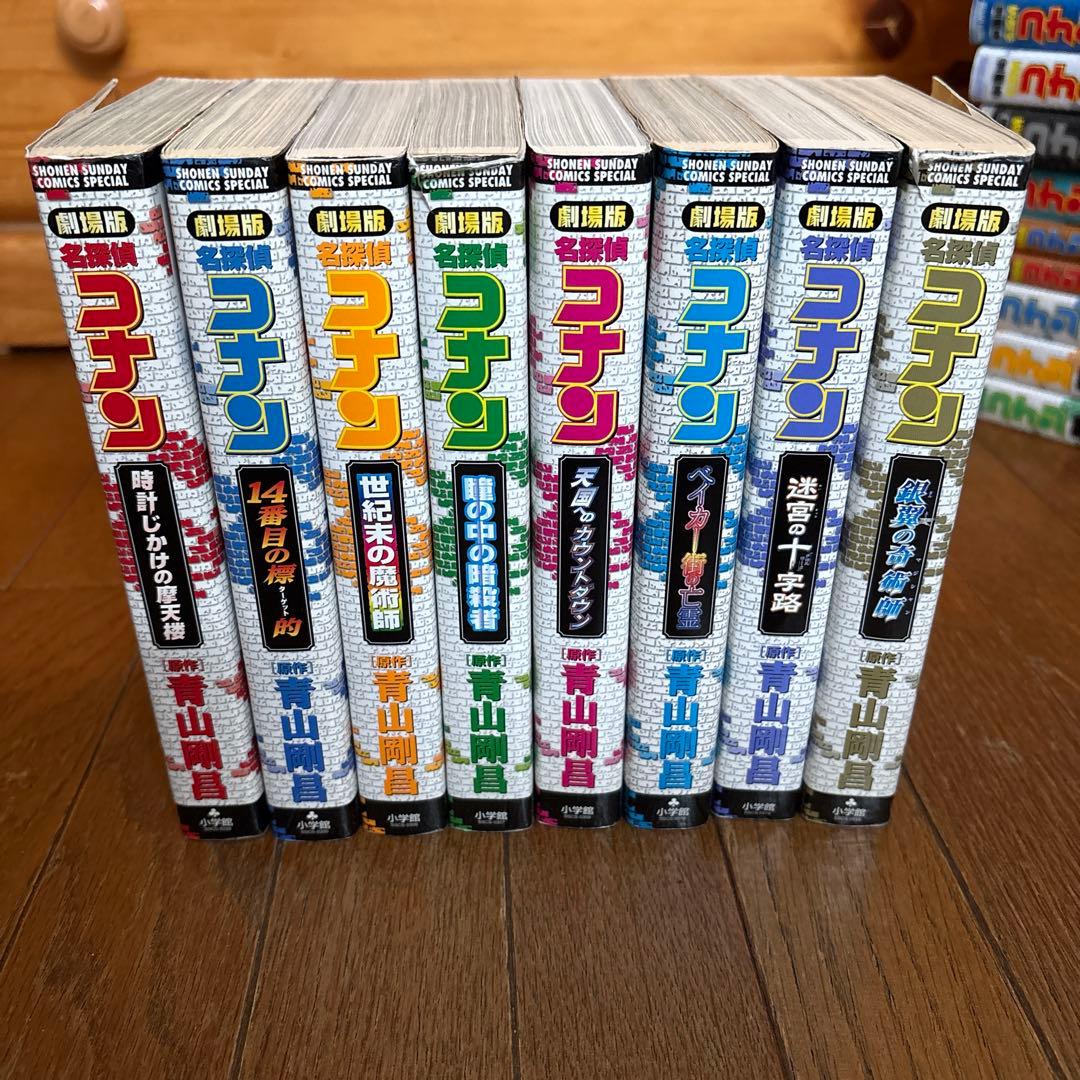 SHONEN SUNDAY
COMICS SPECIAL
劇場版
名探偵
コナン
時計じかけの摩天楼
[原作]
青山剛昌
小学館
SHONEN SUNDAY
COMICS SPECIAL
劇場版
名探偵
コナン
14番目の標的
ターゲット
[原作]
青山剛昌
小学館
SHONEN SUNDAY
COMICS SPECIAL
劇場版
名探偵
コナン
世紀末の魔術師
[原作]
青山剛昌
小学館
SHONEN SUNDAY
COMICS SPECIAL
劇場版
名探偵
コナン
瞳の中の暗殺者
[原作]
青山剛昌
小学館
SHONEN SUNDAY
COMICS SPECIAL
劇場版
名探偵
コナン
天国へのカウントダウン
[原作]
青山剛昌
小学館
SHONEN SUNDAY
COMICS SPECIAL
劇場版
名探偵
コナン
ベイカー街の亡霊
[原作]
青山剛昌
小学館
SHONEN SUNDAY
COMICS SPECIAL
劇場版
名探偵
コナン
迷宮の十字路
[原作]
青山剛昌
小学館
SHONEN SUNDAY
COMICS SPECIAL
劇場版
名探偵
コナン
銀翼の奇術師
[原作]
青山剛昌
小学館